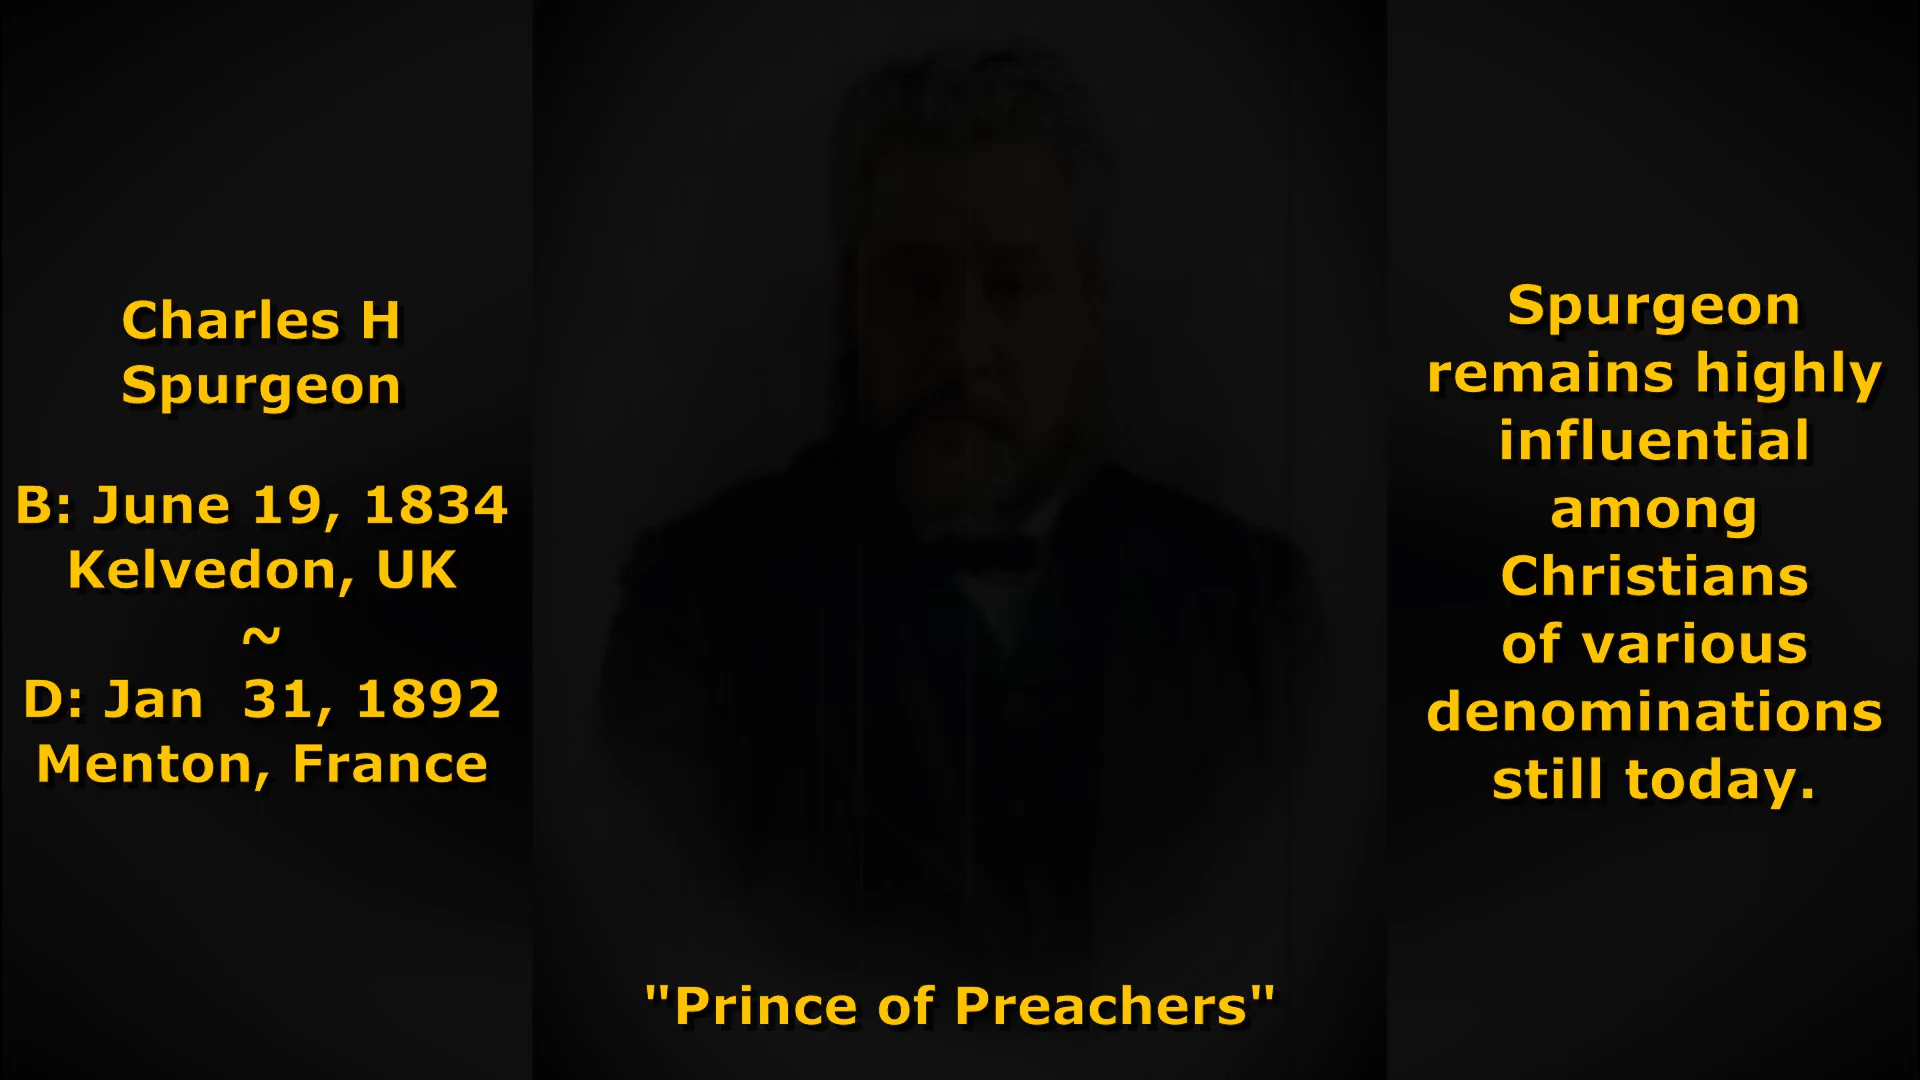 Charles H
Spurgeon
B: June 19, 1834
Kelvedon, UK
~
D: Jan  31, 1892
Menton, France
Spurgeon
remains highly
influential
among
Christians
of various
denominations
still today.
"Prince of Preachers"